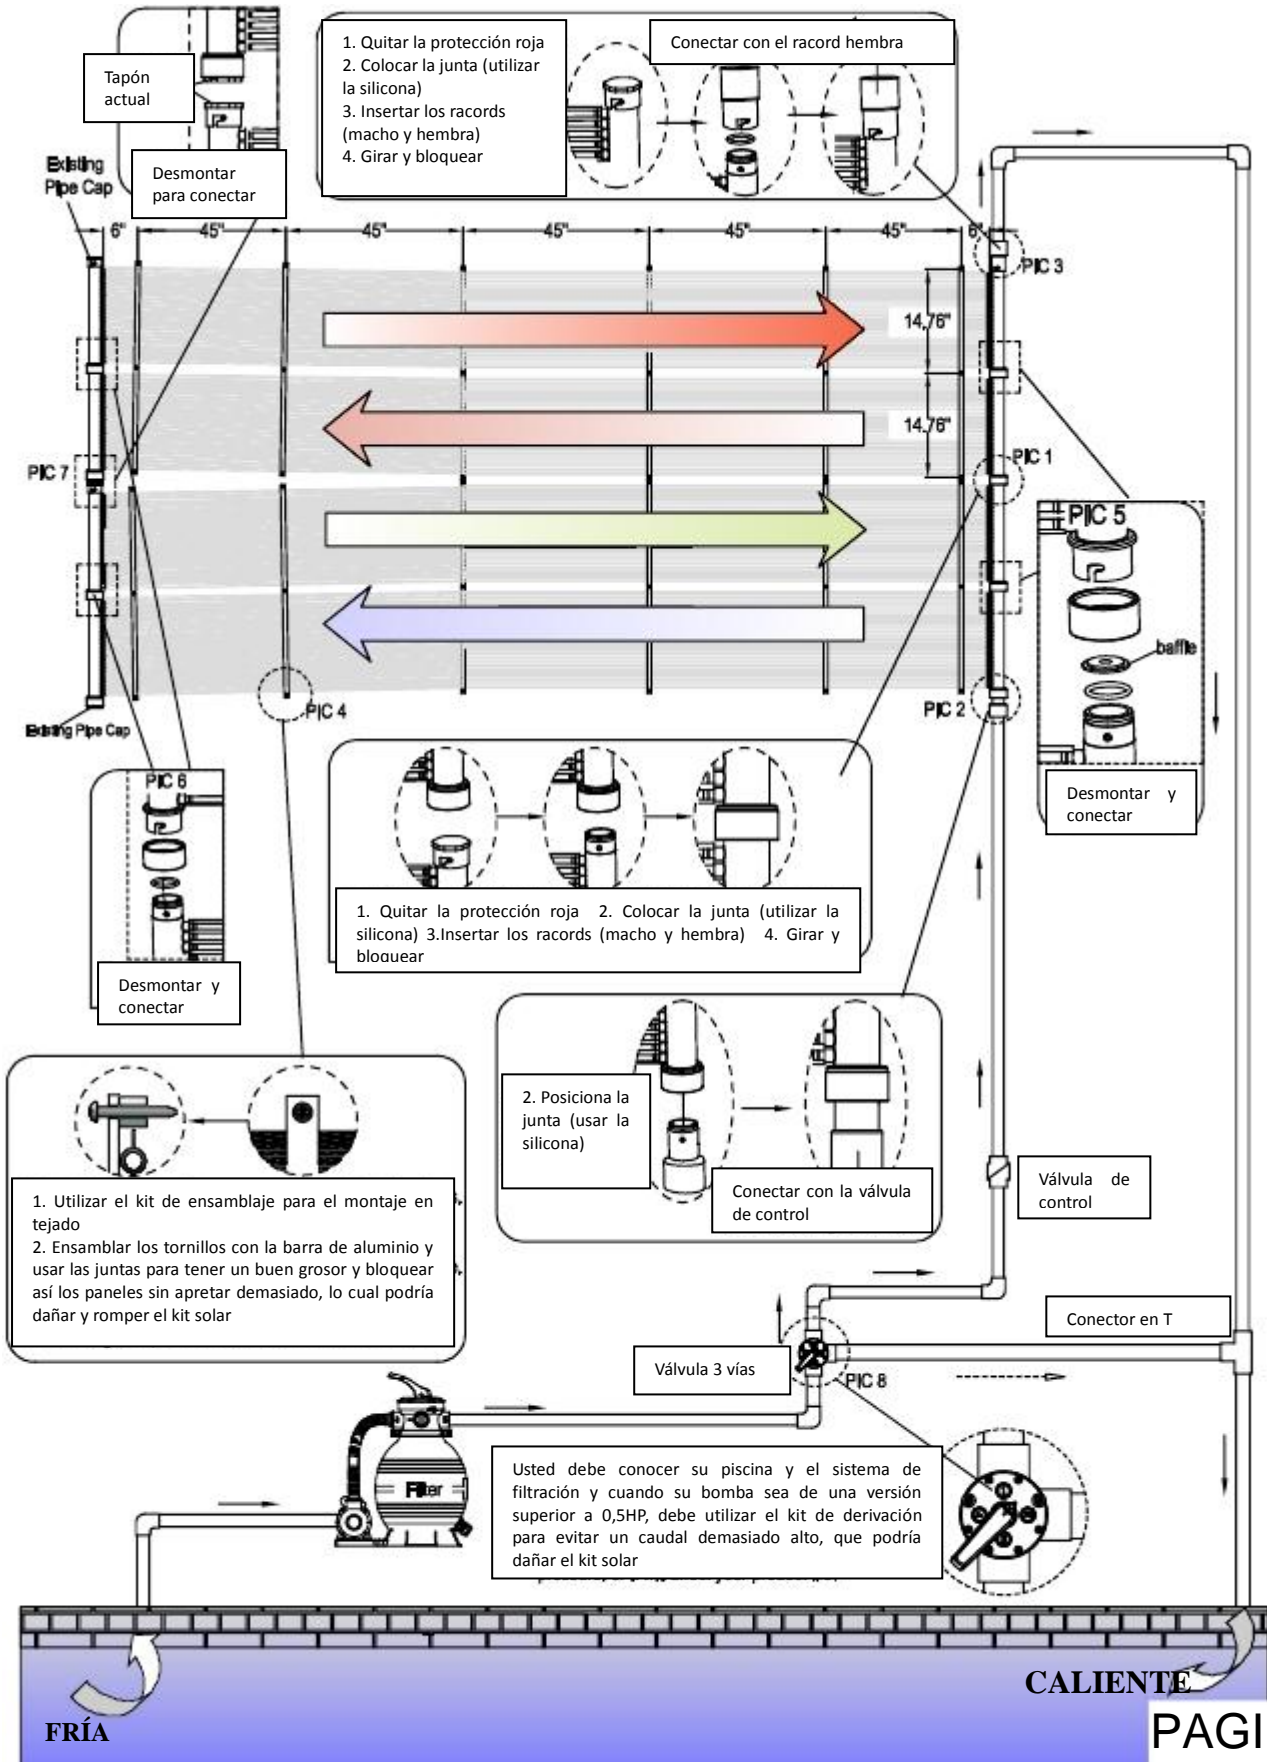 1. Quitar la protección roja
2. Colocar la junta (utilizar
la silicona)
3. Insertar los racords
(macho y hembra)
4. Girar y bloquear
Conectar con el racord hembra
Tapón
actual
Desmontar
para conectar
Existing
Pipe Cap
6"
45"
45"
45"
45"
45"
6"
PIC 3
14.76"
14.76"
PIC 7
PIC 1
PIC 5
baffle
Desmontar y
conectar
PIC 4
PIC 2
Existing Pipe Cap
PIC 6
Desmontar y
conectar
1. Quitar la protección roja 2. Colocar la junta (utilizar la
silicona) 3.Insertar los racords (macho y hembra) 4. Girar y
bloquear
2. Posiciona la
junta (usar la
silicona)
Conectar con la válvula
de control
Válvula de
control
1. Utilizar el kit de ensamblaje para el montaje en
tejado
2. Ensamblar los tornillos con la barra de aluminio y
usar las juntas para tener un buen grosor y bloquear
así los paneles sin apretar demasiado, lo cual podría
dañar y romper el kit solar
Conector en T
Válvula 3 vías
PIC 8
Filter
Usted debe conocer su piscina y el sistema de
filtración y cuando su bomba sea de una versión
superior a 0,5HP, debe utilizar el kit de derivación
para evitar un caudal demasiado alto, que podría
dañar el kit solar
CALIENTE
FRÍA
PAGI